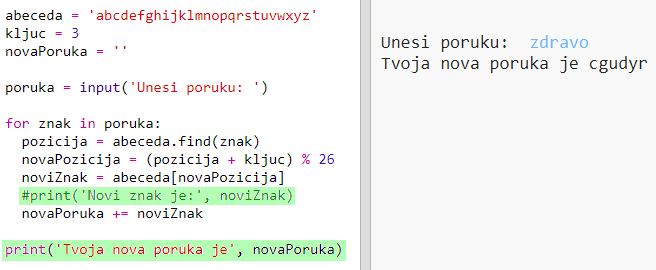 abeceda = 'abcdefghijklmnopqrstuvwxyz'
kljuc = 3
novaPoruka = ''
poruka = input('Unesi poruku: ')
for znak in poruka:
  pozicija = abeceda.find(znak)
  novaPozicija = (pozicija + kljuc) % 26
  noviZnak = abeceda[novaPozicija]
  #print('Novi znak je:', noviZnak)
  novaPoruka += noviZnak
print('Tvoja nova poruka je', novaPoruka)
Unesi poruku:  zdravo
Tvoja nova poruka je cgudyr